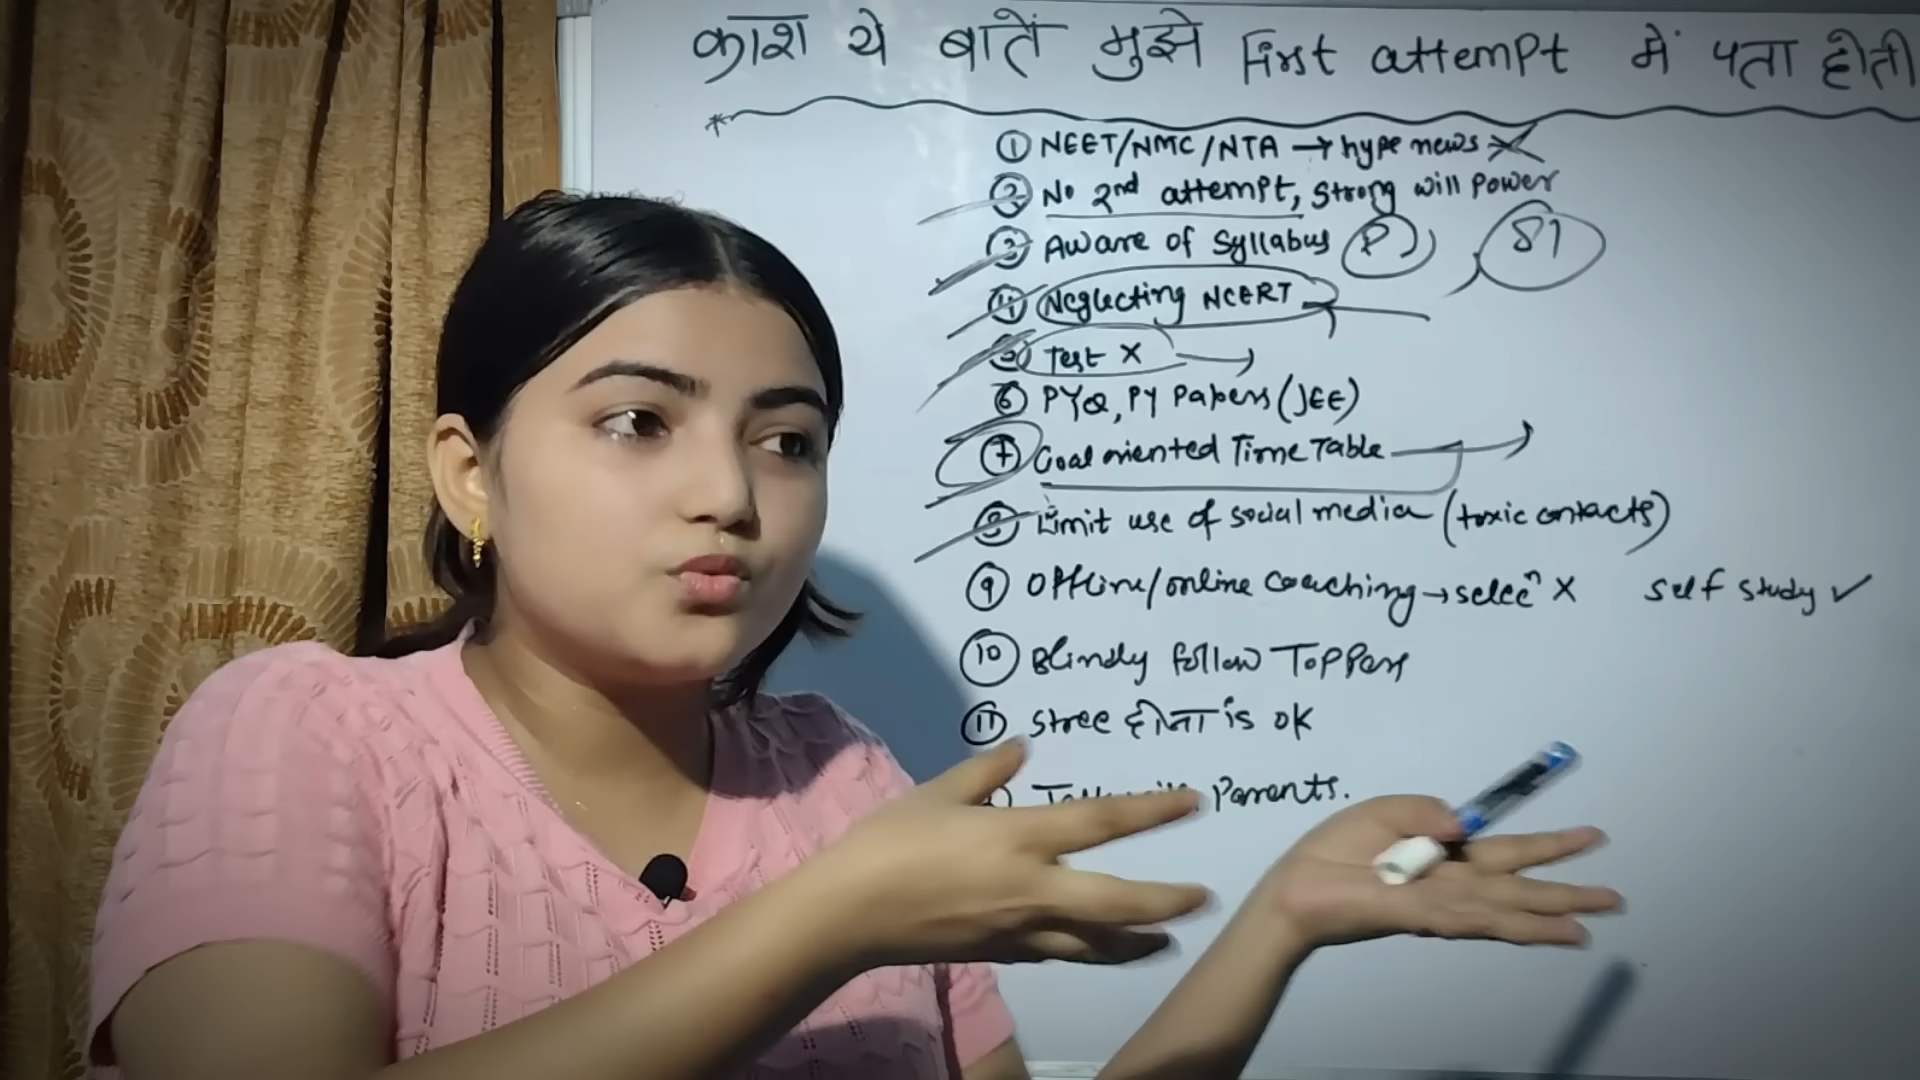 काश ये बातें मुझे First attempt में पता होती
① NEET/NMC/NTA → hype news ✗
② No 2nd attempt, strong will power
③ Aware of syllabus P 81
④ Neglecting NCERT
⑤ Test X
⑥ PYQ, PY Papers (JEE)
⑦ Goal oriented Time Table
⑧ Limit use of social media (toxic contacts)
⑨ Offline/online coaching → selecⁿ X self study ✓
⑩ Blindly follow Toppers
⑪ होना is ok
Parents.